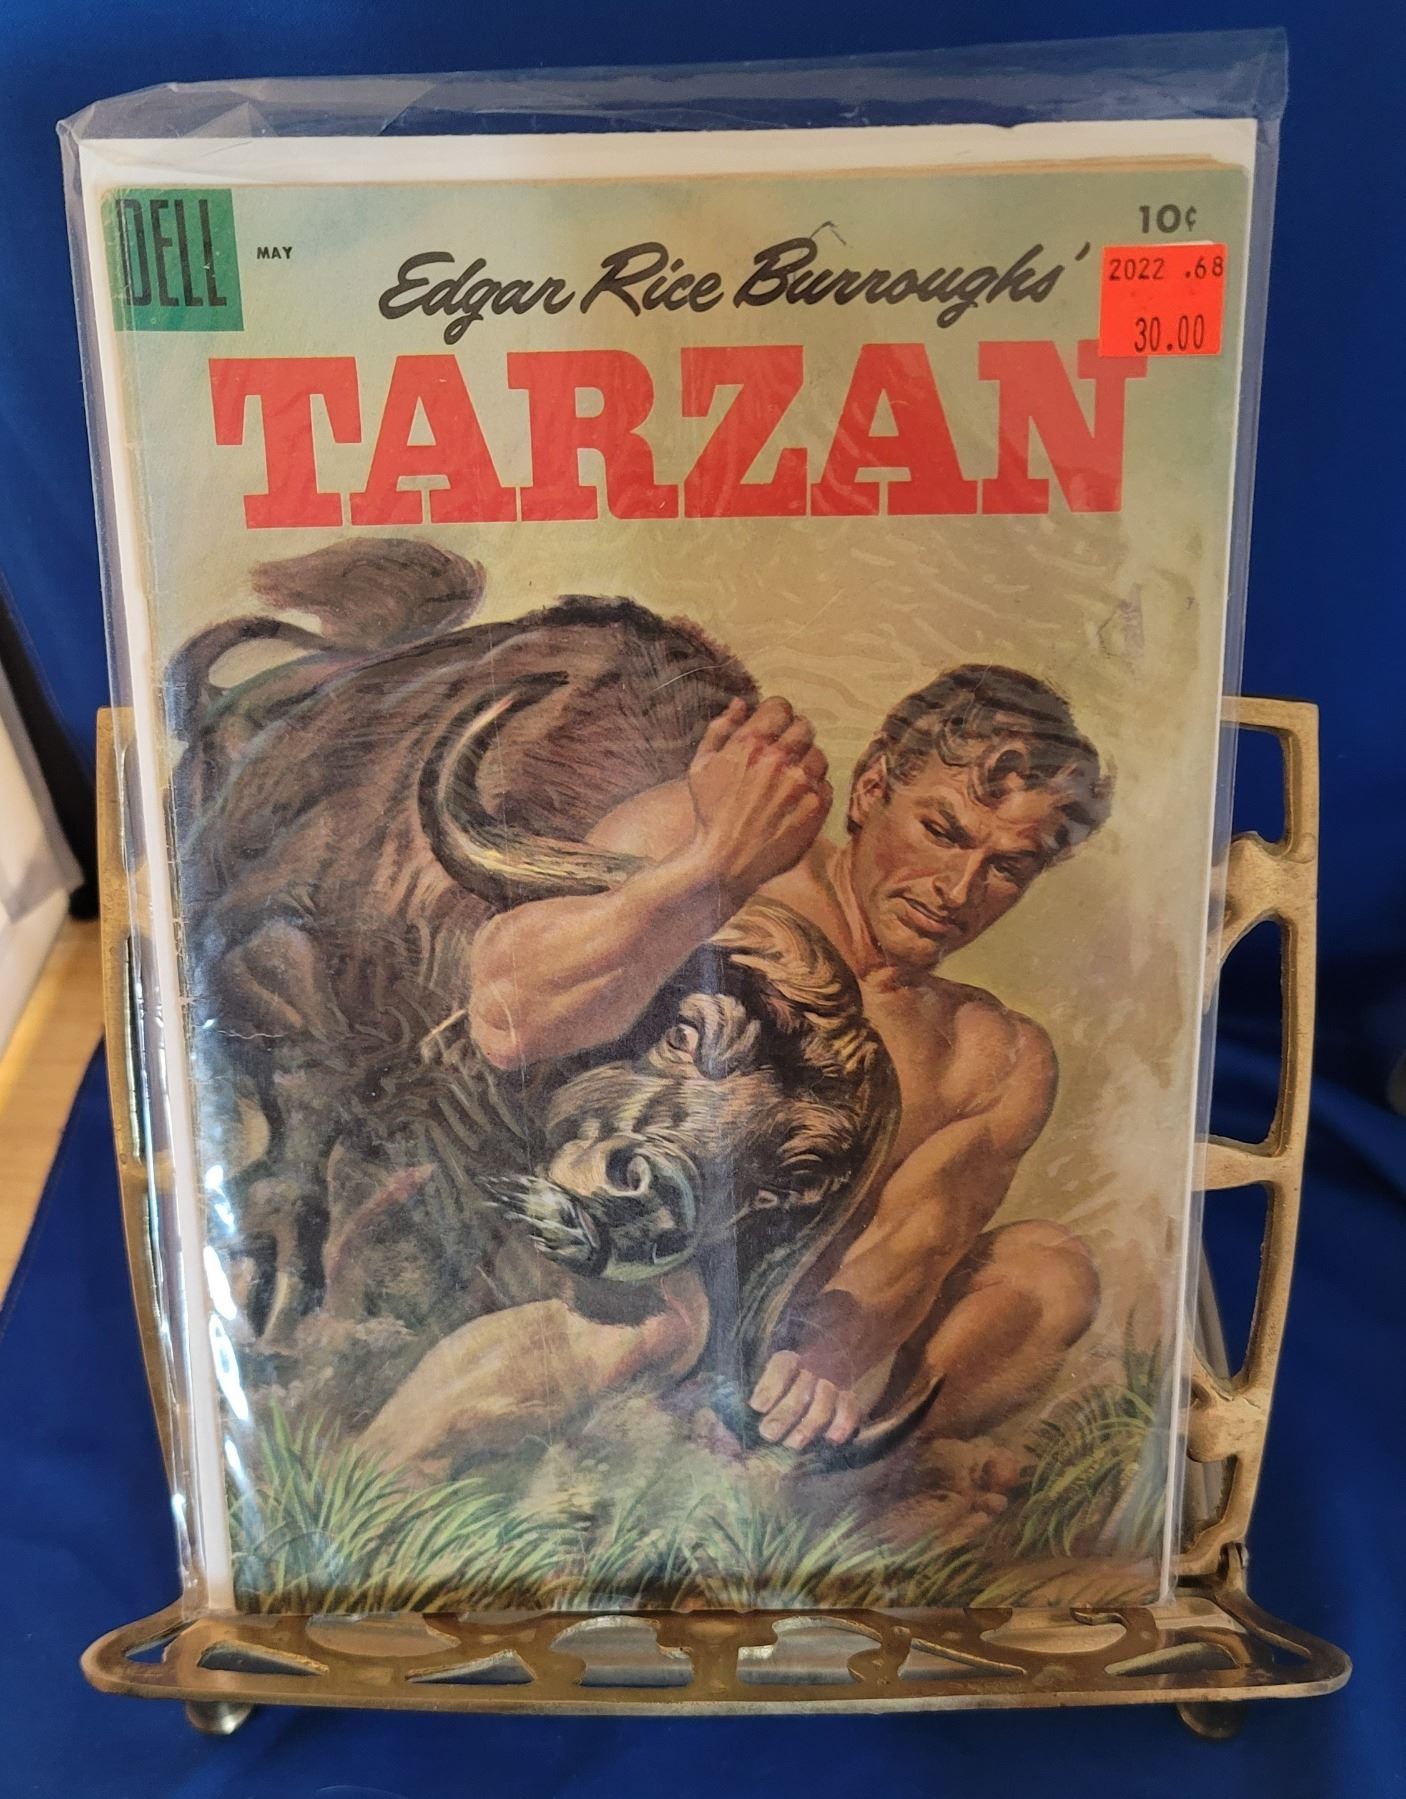 DELL
MAY
10¢
Edgar Rice Burroughs'
2022 .68
30.00
TARZAN